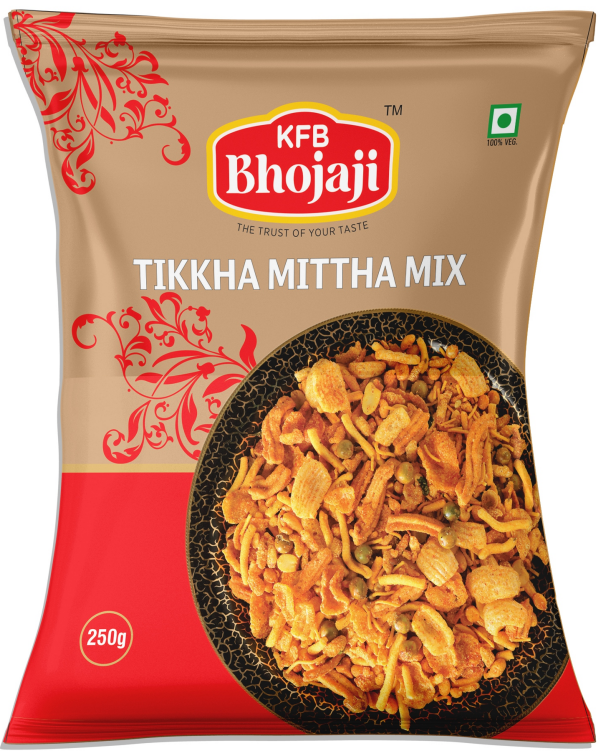 TM
KFB
Bhojaji
THE TRUST OF YOUR TASTE
100% VEG.
TIKKHA MITTHA MIX
250g